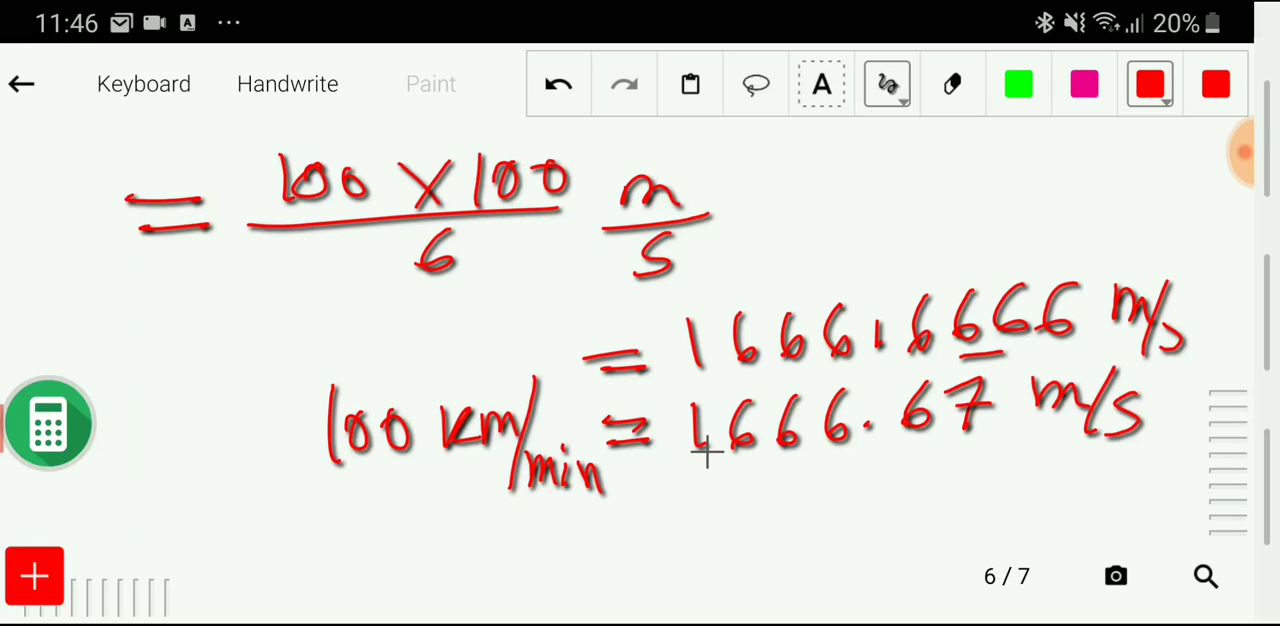 11:46 A ... 20%
Keyboard Handwrite Paint A
= 100 X 100 / 6 m / s
= 1666.6666 m/s
100 km/min = 1666.67 m/s
6 / 7